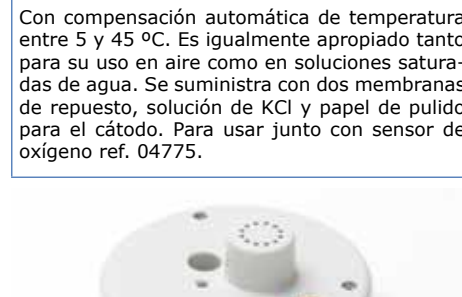 Con compensación automática de temperatura
entre 5 y 45 ºC. Es igualmente apropiado tanto
para su uso en aire como en soluciones satura-
das de agua. Se suministra con dos membranas
de repuesto, solución de KCl y papel de pulido
para el cátodo. Para usar junto con sensor de
oxígeno ref. 04775.